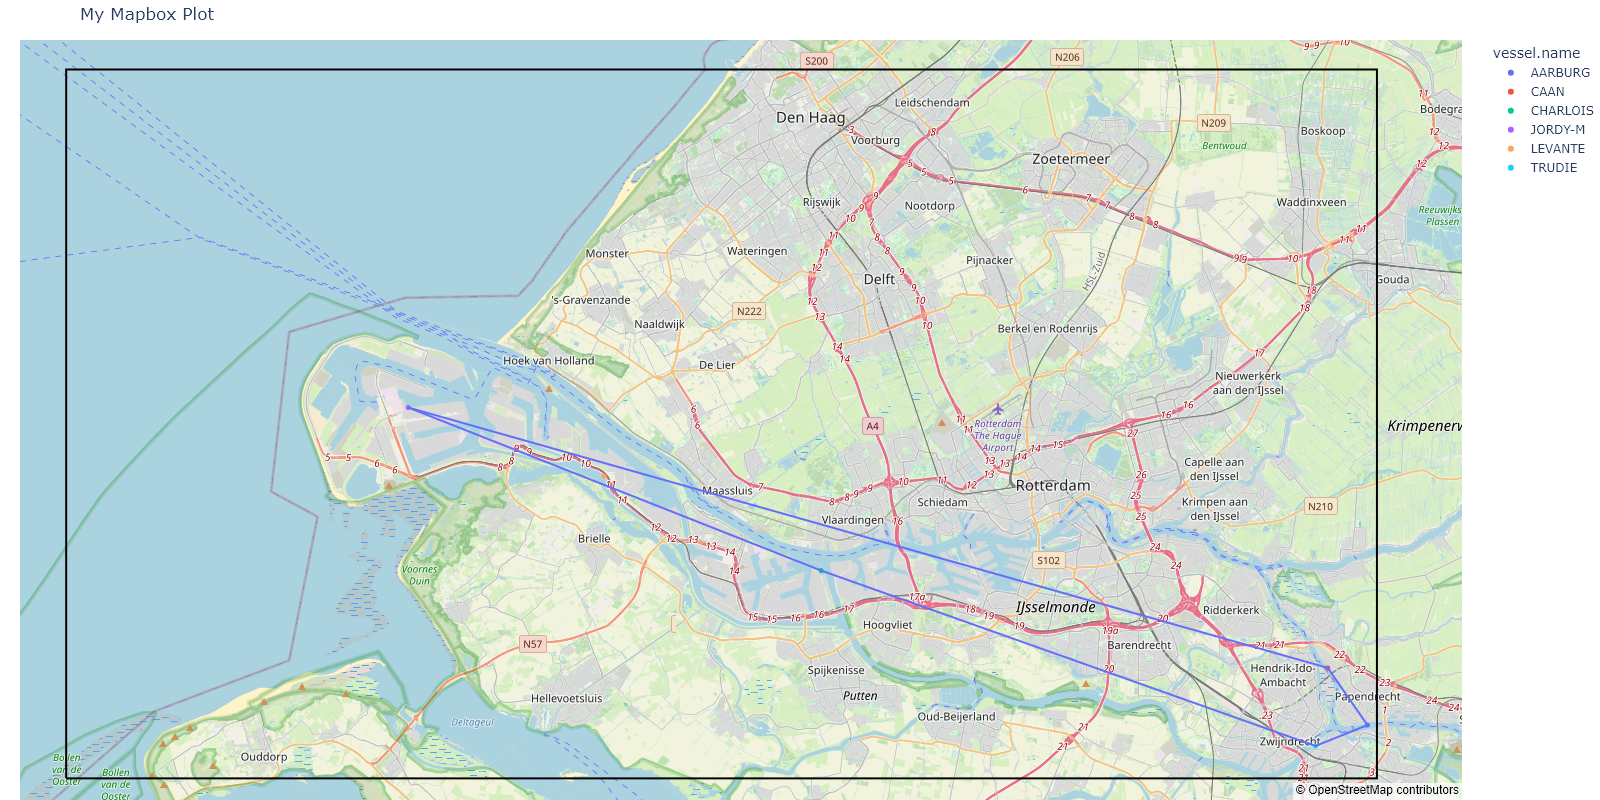 My Mapbox Plot
vessel.name
AARBURG
CAAN
CHARLOIS
JORDY-M
LEVANTE
TRUDIE
S200
N206
Leidschendam
Den Haag
Voorburg
N209
Boskoop
Bodegra
Bentwoud
Zoetermeer
Rijswijk
Nootdorp
Waddinxveen
Reeuwijks
Plassen
Monster
Wateringen
Pijnacker
HSL-Zuid
Delft
Gouda
's-Gravenzande
N222
Naaldwijk
Berkel en Rodenrijs
Hoek van Holland
De Lier
Nieuwerkerk
aan den IJssel
A4
Rotterdam
The Hague
Airport
Krimpenerw
Capelle aan
den IJssel
Maassluis
Rotterdam
Schiedam
Krimpen aan
den IJssel
N210
Vlaardingen
Brielle
S102
Voornes
Duin
IJsselmonde
Ridderkerk
Hoogvliet
N57
Barendrecht
Spijkenisse
Hendrik-Ido-
Ambacht
Hellevoetsluis
Putten
Papendrecht
Deltageul
Oud-Beijerland
Zwijndrecht
Ouddorp
Bollen
van de
Ooster
Bollen
van de
Ooster
© OpenStreetMap contributors